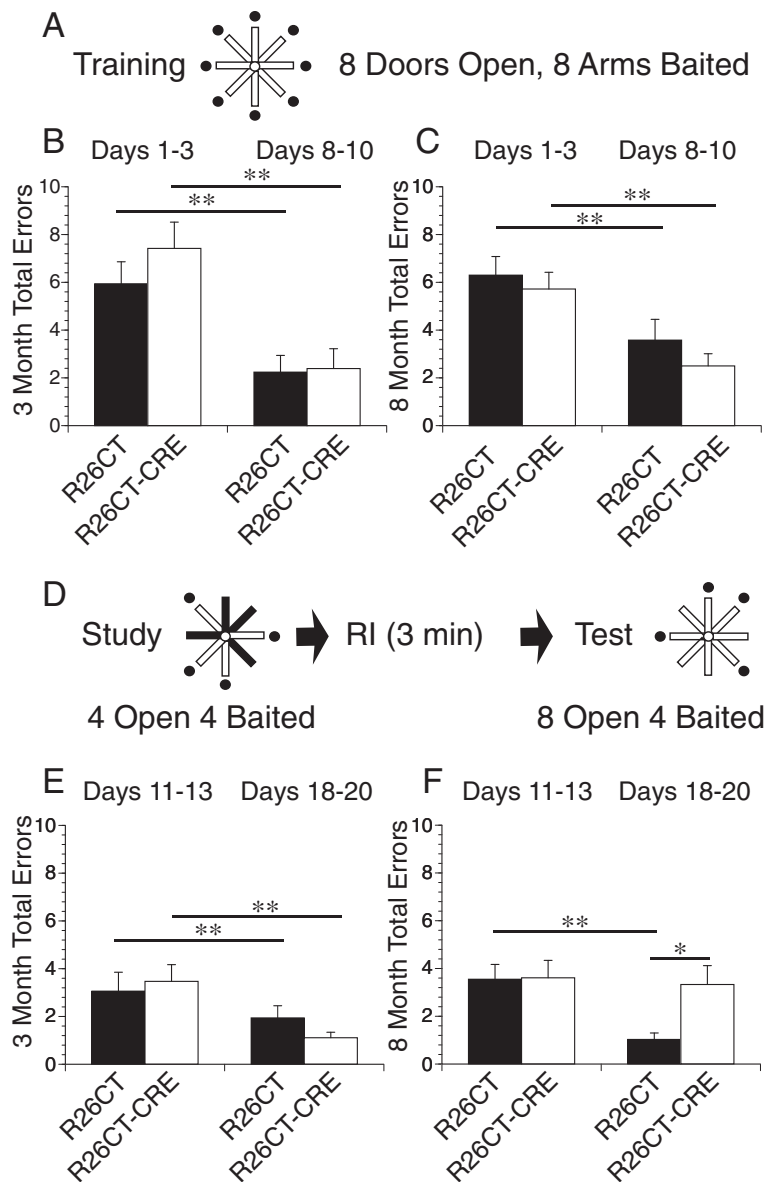 A
Training 8 Doors Open, 8 Arms Baited
B Days 1-3 Days 8-10
3 Month Total Errors
10
8
6
4
2
0
**
**
R26CT
R26CT-CRE
R26CT
R26CT-CRE
C Days 1-3 Days 8-10
8 Month Total Errors
10
8
6
4
2
0
**
**
R26CT
R26CT-CRE
R26CT
R26CT-CRE
D
Study RI (3 min) Test
4 Open 4 Baited 8 Open 4 Baited
E Days 11-13 Days 18-20
3 Month Total Errors
10
8
6
4
2
0
**
**
R26CT
R26CT-CRE
R26CT
R26CT-CRE
F Days 11-13 Days 18-20
8 Month Total Errors
10
8
6
4
2
0
**
*
R26CT
R26CT-CRE
R26CT
R26CT-CRE